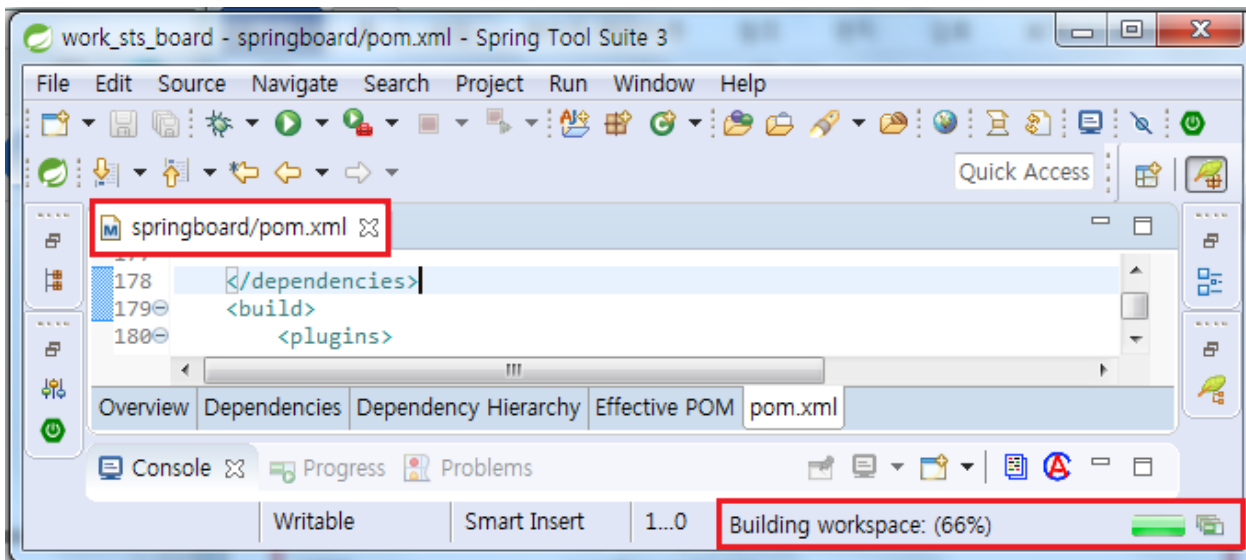 work_sts_board - springboard/pom.xml - Spring Tool Suite 3
File Edit Source Navigate Search Project Run Window Help
Quick Access
springboard/pom.xml
178 </dependencies>
179 <build>
180 <plugins>
Overview Dependencies Dependency Hierarchy Effective POM pom.xml
Console Progress Problems
Writable Smart Insert 1...0 Building workspace: (66%)